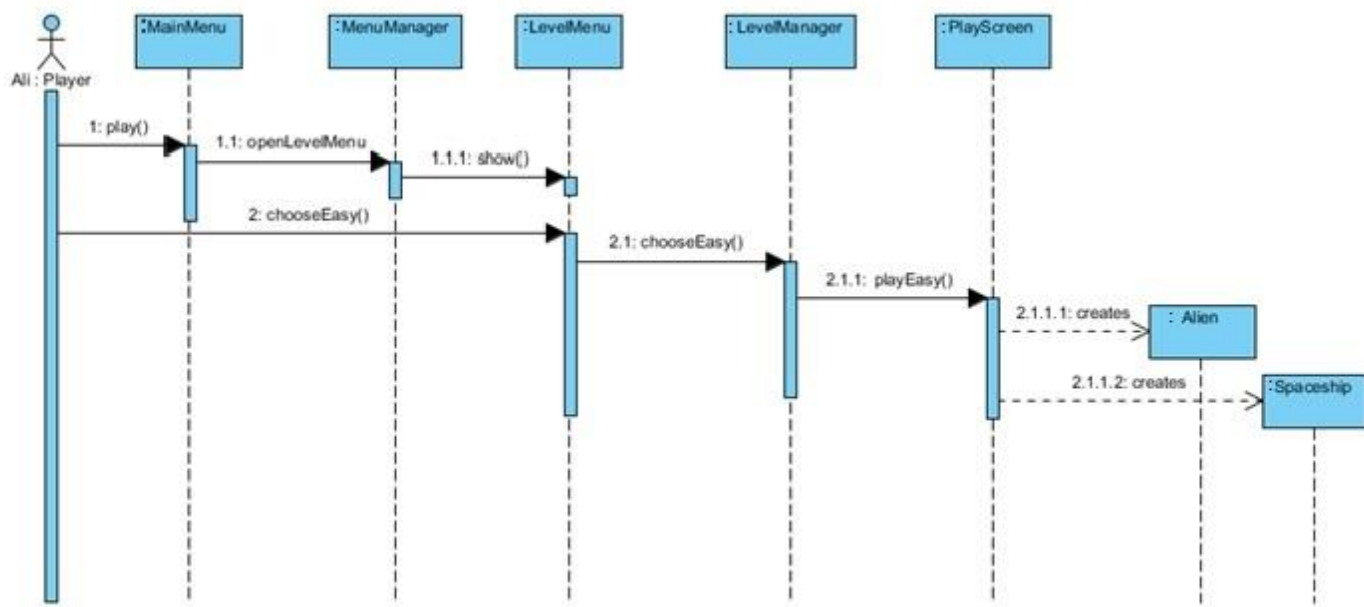 :MainMenu
:MenuManager
:LevelMenu
: LevelManager
:PlayScreen
Ali : Player
1: play()
1.1: openLevelMenu
1.1.1: show()
2: chooseEasy()
2.1: chooseEasy()
2.1.1: playEasy()
2.1.1.1: creates
: Alien
2.1.1.2: creates
:Spaceship